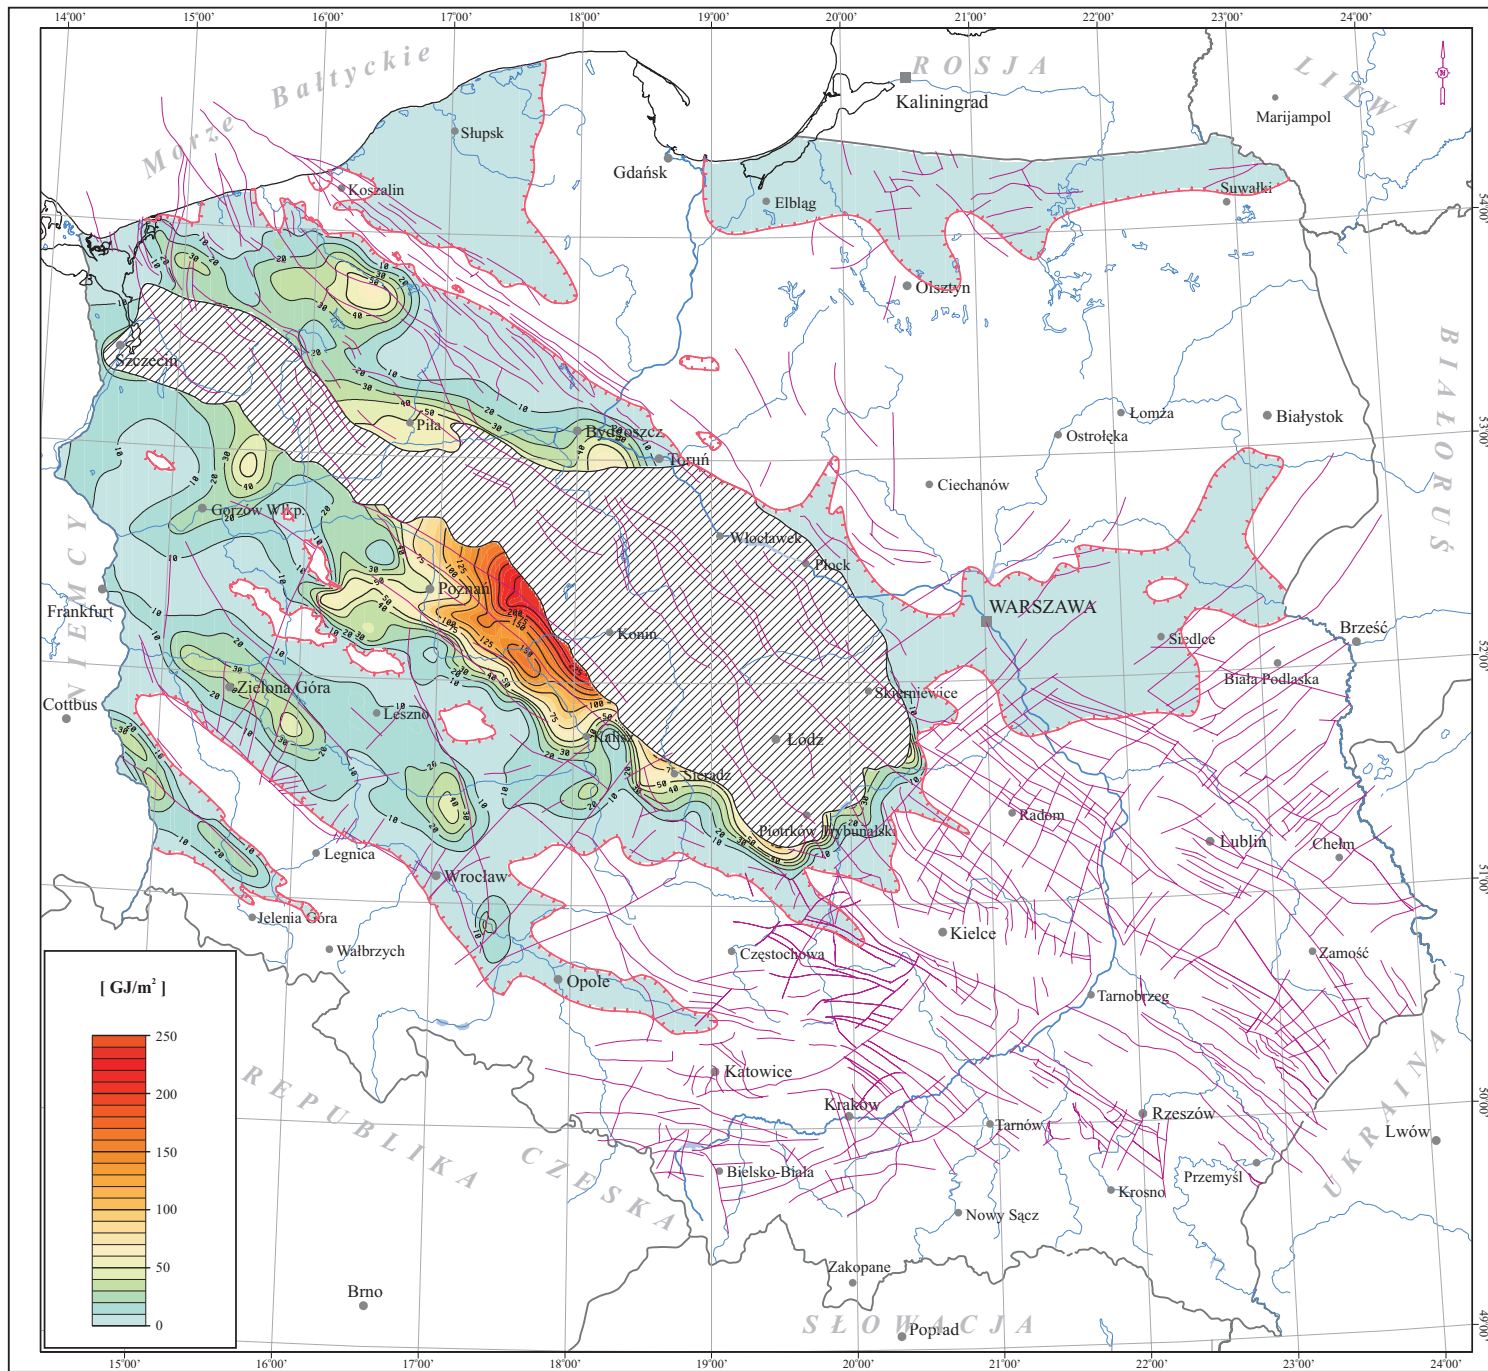 14°00' 15°00' 16°00' 17°00' 18°00' 19°00' 20°00' 21°00' 22°00' 23°00' 24°00'
Morze Bałtyckie
ROSJA
LITWA
Kaliningrad
Marijampol
Słupsk
Gdańsk
Koszalin
Elbląg
Suwałki
54°00'
Olsztyn
Szczecin
BIAŁORUŚ
Łomża
Białystok
Piła
Bydgoszcz
Ostrołęka
53°00'
Toruń
Ciechanów
Gorzów Wlkp.
Włocławek
Płock
NIEMCY
Frankfurt
Poznań
WARSZAWA
Konin
Siedlce
Brześć
52°00'
Biała Podlaska
Zielona Góra
Skierniewice
Cottbus
Leszno
Kalisz
Łódz
Sieradz
Radom
Piotrków Trybunalsk.
Lublin
Chełm
Legnica
Wrocław
51°00'
Jelenia Góra
Kielce
Wałbrzych
Częstochowa
Zamość
Opole
Tarnobrzeg
[ GJ/m² ]
250
200
150
100
50
0
REPUBLIKA CZESKA
Katowice
Kraków
Rzeszów
50°00'
Tarnów
Lwów
UKRAINA
Bielsko-Biała
Przemyśl
Krosno
Nowy Sącz
Zakopane
Brno
SŁOWACJA
Poprad
49°00'
15°00' 16°00' 17°00' 18°00' 19°00' 20°00' 21°00' 22°00' 23°00' 24°00'